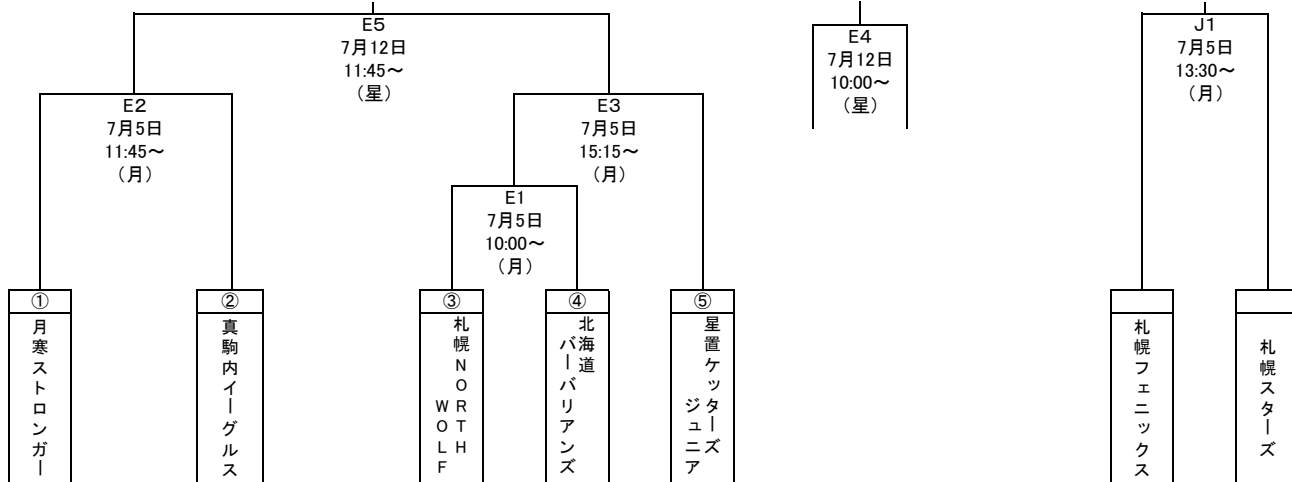 E5
7月12日
11:45～
（星）
E4
7月12日
10:00～
（星）
J1
7月5日
13:30～
（月）
E2
7月5日
11:45～
（月）
E3
7月5日
15:15～
（月）
E1
7月5日
10:00～
（月）
①
②
③
④
⑤
月寒ストロンガー
真駒内イーグルス
札幌NORTH
WOLF
北海道
バーバリアンズ
星置ケッターズ
ジュニア
札幌フェニックス
札幌スターズ